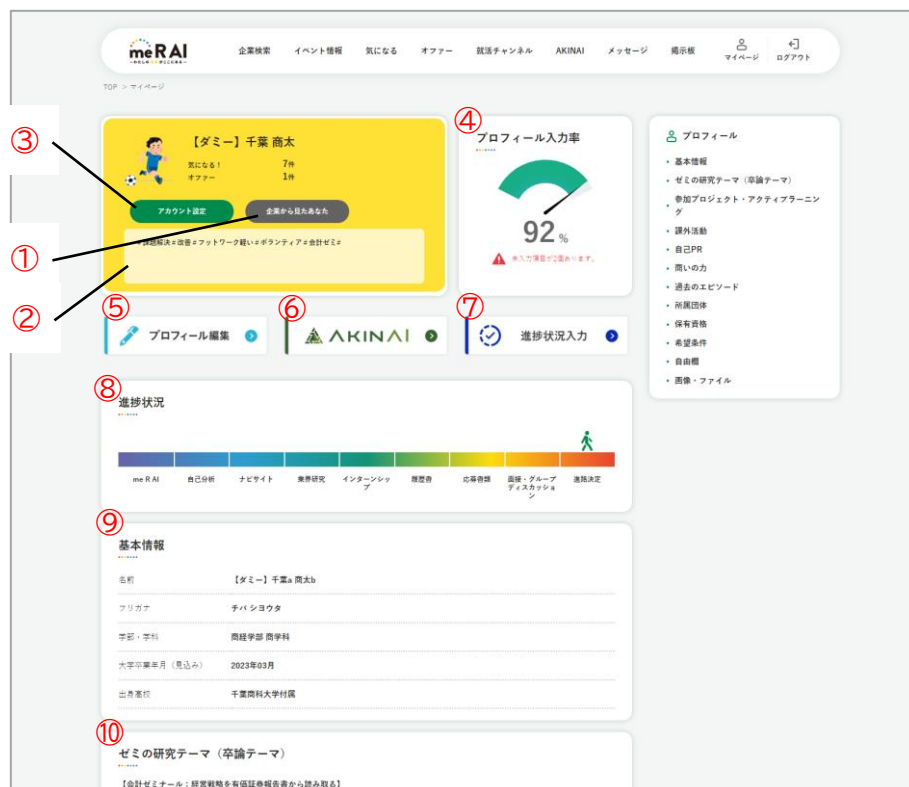 me R AI
企業検索 イベント情報 気になる オファー 就活チャンネル AKINAI メッセージ 掲示板 マイページ ログアウト
TOP > マイページ
③
①
②
【ダミー】千葉 商太
気になる! 7件
オファー 1件
アカウント設定 企業から見たあなた
#課題解決#改善#フットワーク軽い#ボランティア#会計ゼミ#
④
プロフィール入力率
92%
未入力項目が2個あります。
プロフィール
・ 基本情報
・ ゼミの研究テーマ(卒論テーマ)
・ 参加プロジェクト・アクティブラーニン
グ
・ 課外活動
・ 自己PR
・ 商いの力
・ 過去のエピソード
・ 所属団体
・ 保有資格
・ 希望条件
・ 自由欄
・ 画像・ファイル
⑤ ⑥ ⑦
プロフィール編集 AKINAI 進捗状況入力
⑧
進捗状況
me R AI 自己分析 ナビサイト 業界研究 インターンシッ
プ 履歴書 応募書類 面接・グループ
ディスカッショ
ン 進路決定
⑨
基本情報
名前 【ダミー】千葉a 商太b
フリガナ チバ ショウタ
学部・学科 商経学部 商学科
大学卒業年月(見込み) 2023年03月
出身高校 千葉商科大学付属
⑩
ゼミの研究テーマ(卒論テーマ)
【会計ゼミナール:経営戦略を有価証券報告書から読み取る】